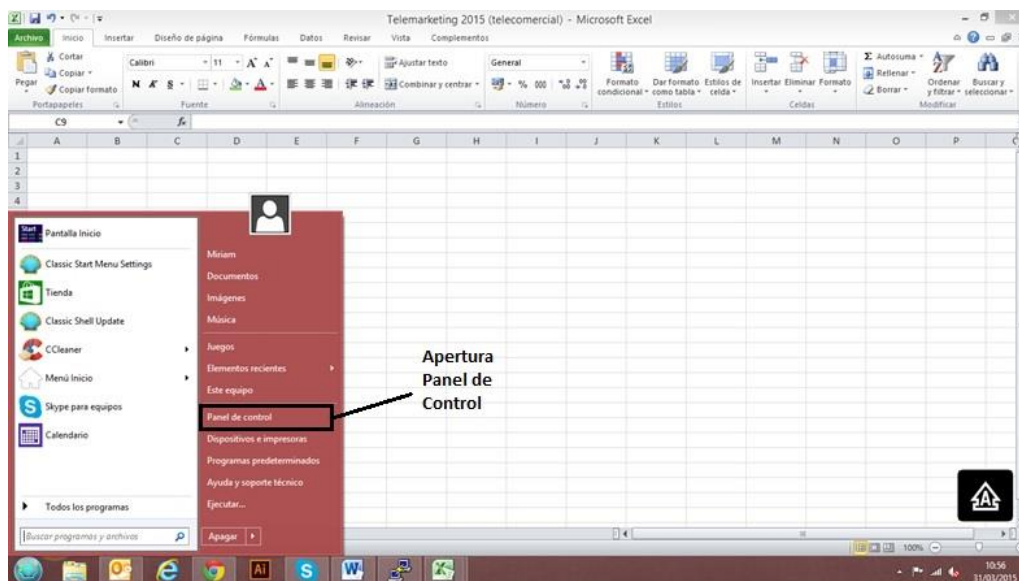 Telemarketing 2015 (telecomercial) - Microsoft Excel
Archivo Inicio Insertar Diseño de página Fórmulas Datos Revisar Vista Complementos
Pegar
Cortar
Copiar
Copiar formato
Portapapeles
Calibri 11
N K S
Fuente
Ajustar texto
Combinar y centrar
Alineación
General
% 000
Número
Formato condicional
Dar formato como tabla
Estilos de celda
Estilos
Insertar Eliminar Formato
Celdas
Autosuma
Rellenar
Borrar
Ordenar y filtrar
Buscar y seleccionar
Modificar
C9 fx
A B C D E F G H I J K L M N O P
1
2
3
4
Start Pantalla Inicio
Classic Start Menu Settings
Tienda
Classic Shell Update
CCleaner
Menú Inicio
Skype para equipos
Calendario
Todos los programas
Buscar programas y archivos
Miriam
Documentos
Imágenes
Música
Juegos
Elementos recientes
Este equipo
Panel de control
Dispositivos e impresoras
Programas predeterminados
Ayuda y soporte técnico
Ejecutar...
Apagar
Apertura
Panel de
Control
A
100%
Ai
10:56
31/03/2015